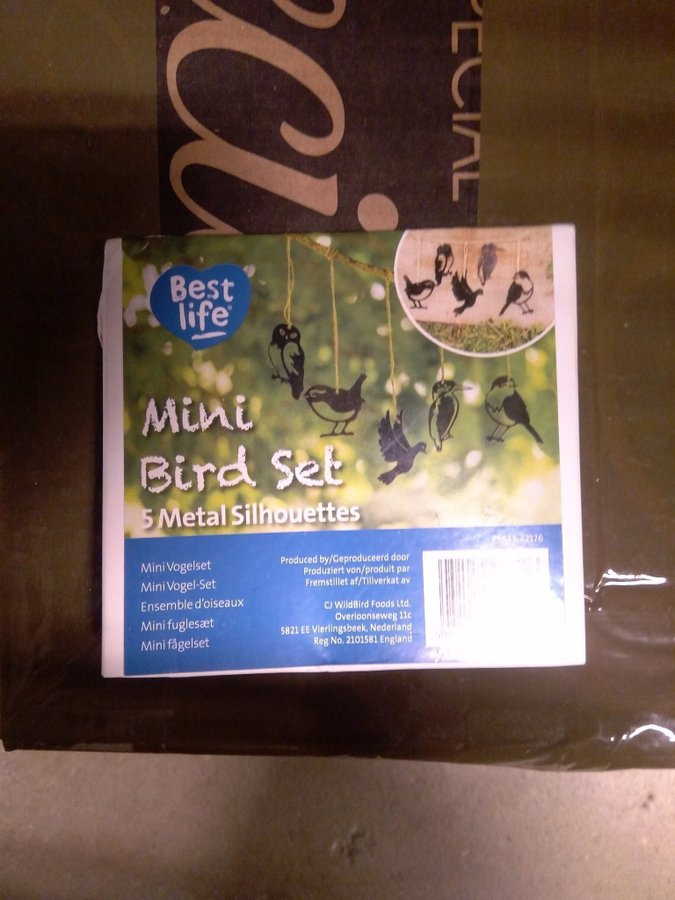 SPECIAL
Best
life®
Mini
Bird Set
5 Metal Silhouettes
Mini Vogelset
Mini Vogel-Set
Ensemble d'oiseaux
Mini fuglesæt
Mini fågelset
Produced by/Geproduceerd door
Produziert von/produit par
Fremstillet af/Tillverkat av
CJ WildBird Foods Ltd.
Overloonseweg 11c
5821 EE Vierlingsbeek, Nederland
Reg No. 2101581 England